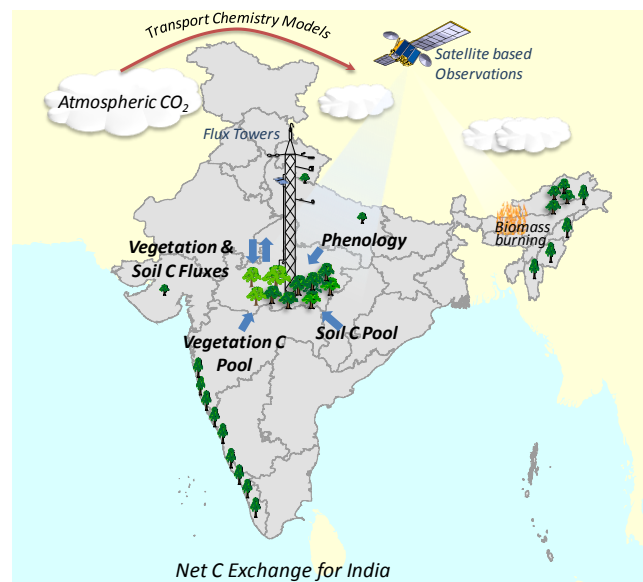 Transport Chemistry Models
Satellite based
Observations
Atmospheric CO₂
Flux Towers
Biomass
burning
Vegetation &
Soil C Fluxes
Phenology
Vegetation C
Pool
Soil C Pool
Net C Exchange for India